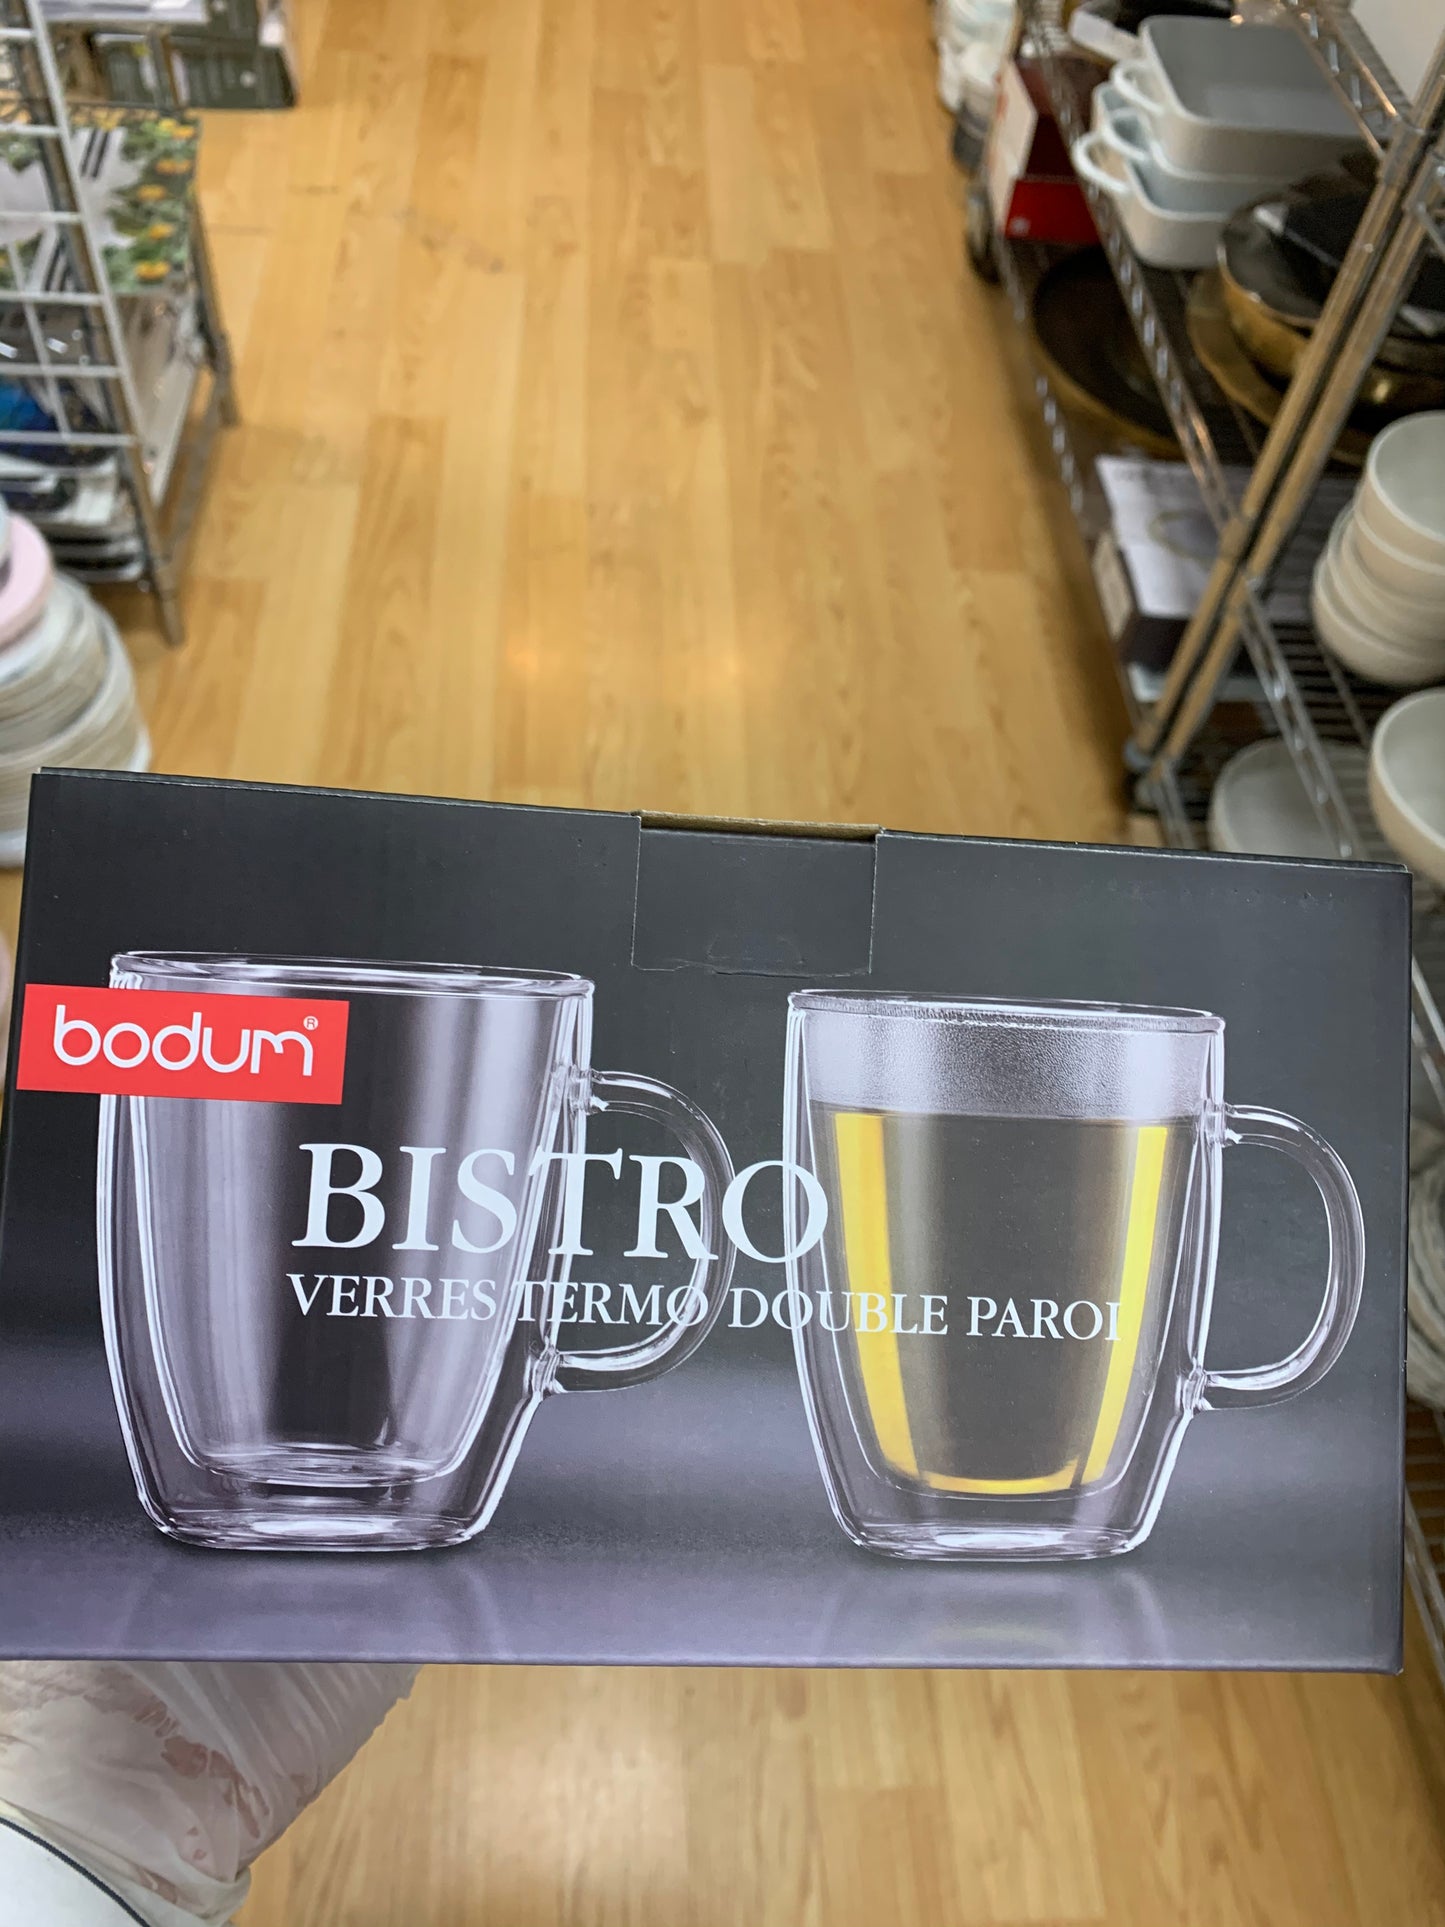 bodum®
BISTRO
VERRES TERMO DOUBLE PAROI